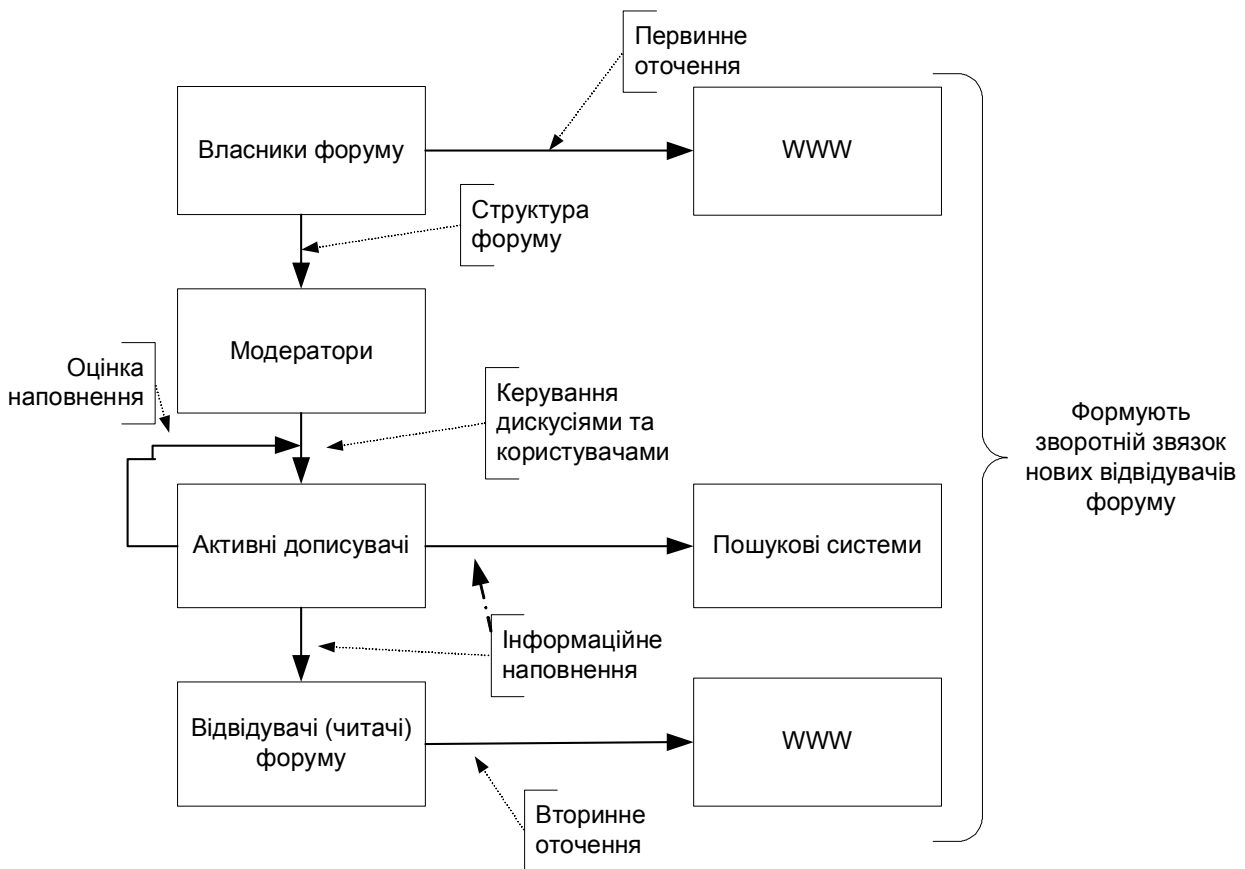 Первинне
оточення
Власники форуму
WWW
Структура
форуму
Модератори
Оцінка
наповнення
Керування
дискусіями та
користувачами
Формують
зворотній звязок
нових відвідувачів
форуму
Активні дописувачі
Пошукові системи
Інформаційне
наповнення
Відвідувачі (читачі)
форуму
WWW
Вторинне
оточення